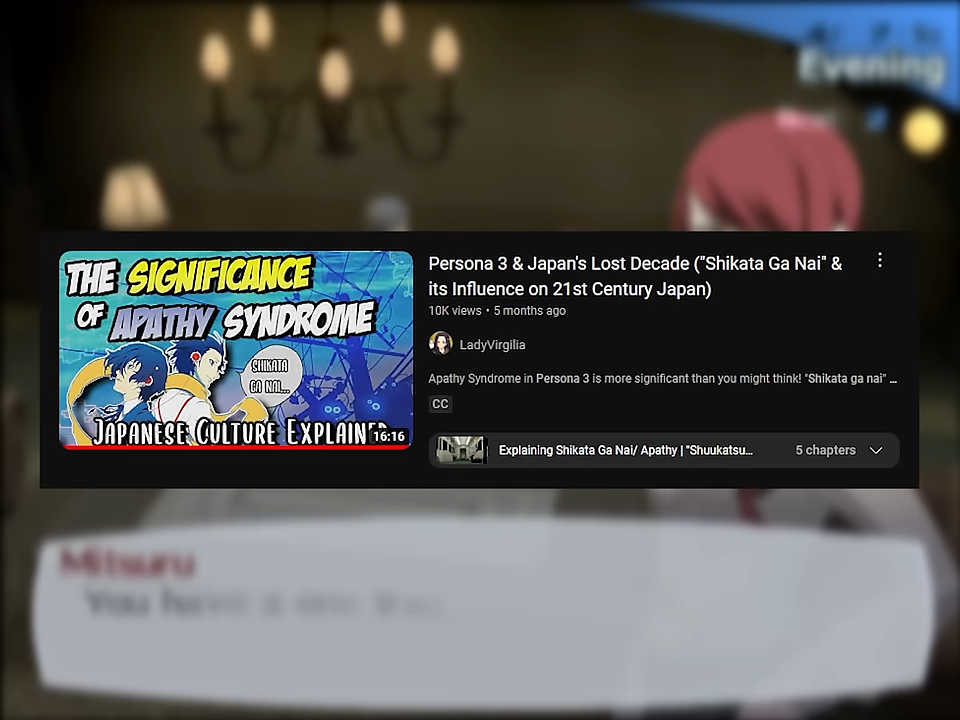 Evening
THE SIGNIFICANCE
OF APATHY SYNDROME
SHIKATA
GA NAI...
JAPANESE CULTURE EXPLAINED
16:16
Persona 3 & Japan's Lost Decade ("Shikata Ga Nai" &
its Influence on 21st Century Japan)
10K views • 5 months ago
LadyVirgilia
Apathy Syndrome in Persona 3 is more significant than you might think! "Shikata ga nai" ...
CC
Explaining Shikata Ga Nai/ Apathy | "Shuukatsu...
5 chapters
Mitsuru
You have a